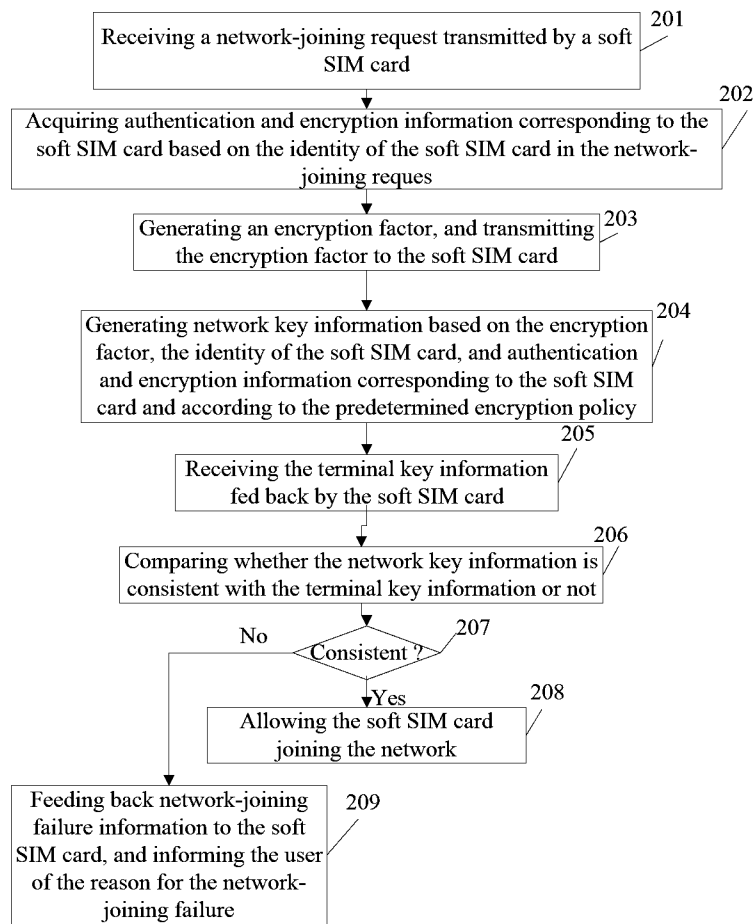 Receiving a network-joining request transmitted by a soft
SIM card
201
Acquiring authentication and encryption information corresponding to the
soft SIM card based on the identity of the soft SIM card in the network-
joining reques
202
Generating an encryption factor, and transmitting
the encryption factor to the soft SIM card
203
Generating network key information based on the encryption
factor, the identity of the soft SIM card, and authentication
and encryption information corresponding to the soft SIM
card and according to the predetermined encryption policy
204
Receiving the terminal key information
fed back by the soft SIM card
205
Comparing whether the network key information is
consistent with the terminal key information or not
206
Consistent ?
207
No
Yes
Allowing the soft SIM card
joining the network
208
Feeding back network-joining
failure information to the soft
SIM card, and informing the user
of the reason for the network-
joining failure
209